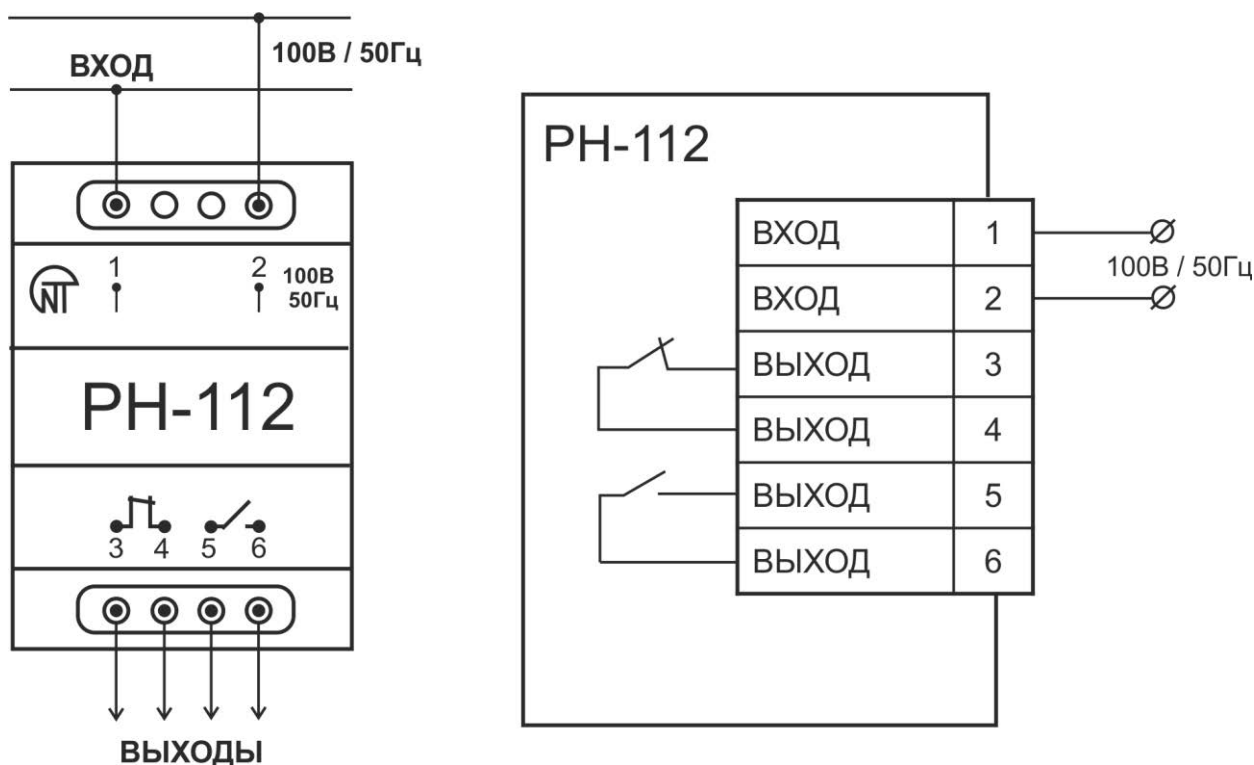 ВХОД
100В / 50Гц
NT
1
2
100В
50Гц
РН-112
3 4 5 6
ВЫХОДЫ
РН-112
ВХОД 1
ВХОД 2
100В / 50Гц
ВЫХОД 3
ВЫХОД 4
ВЫХОД 5
ВЫХОД 6